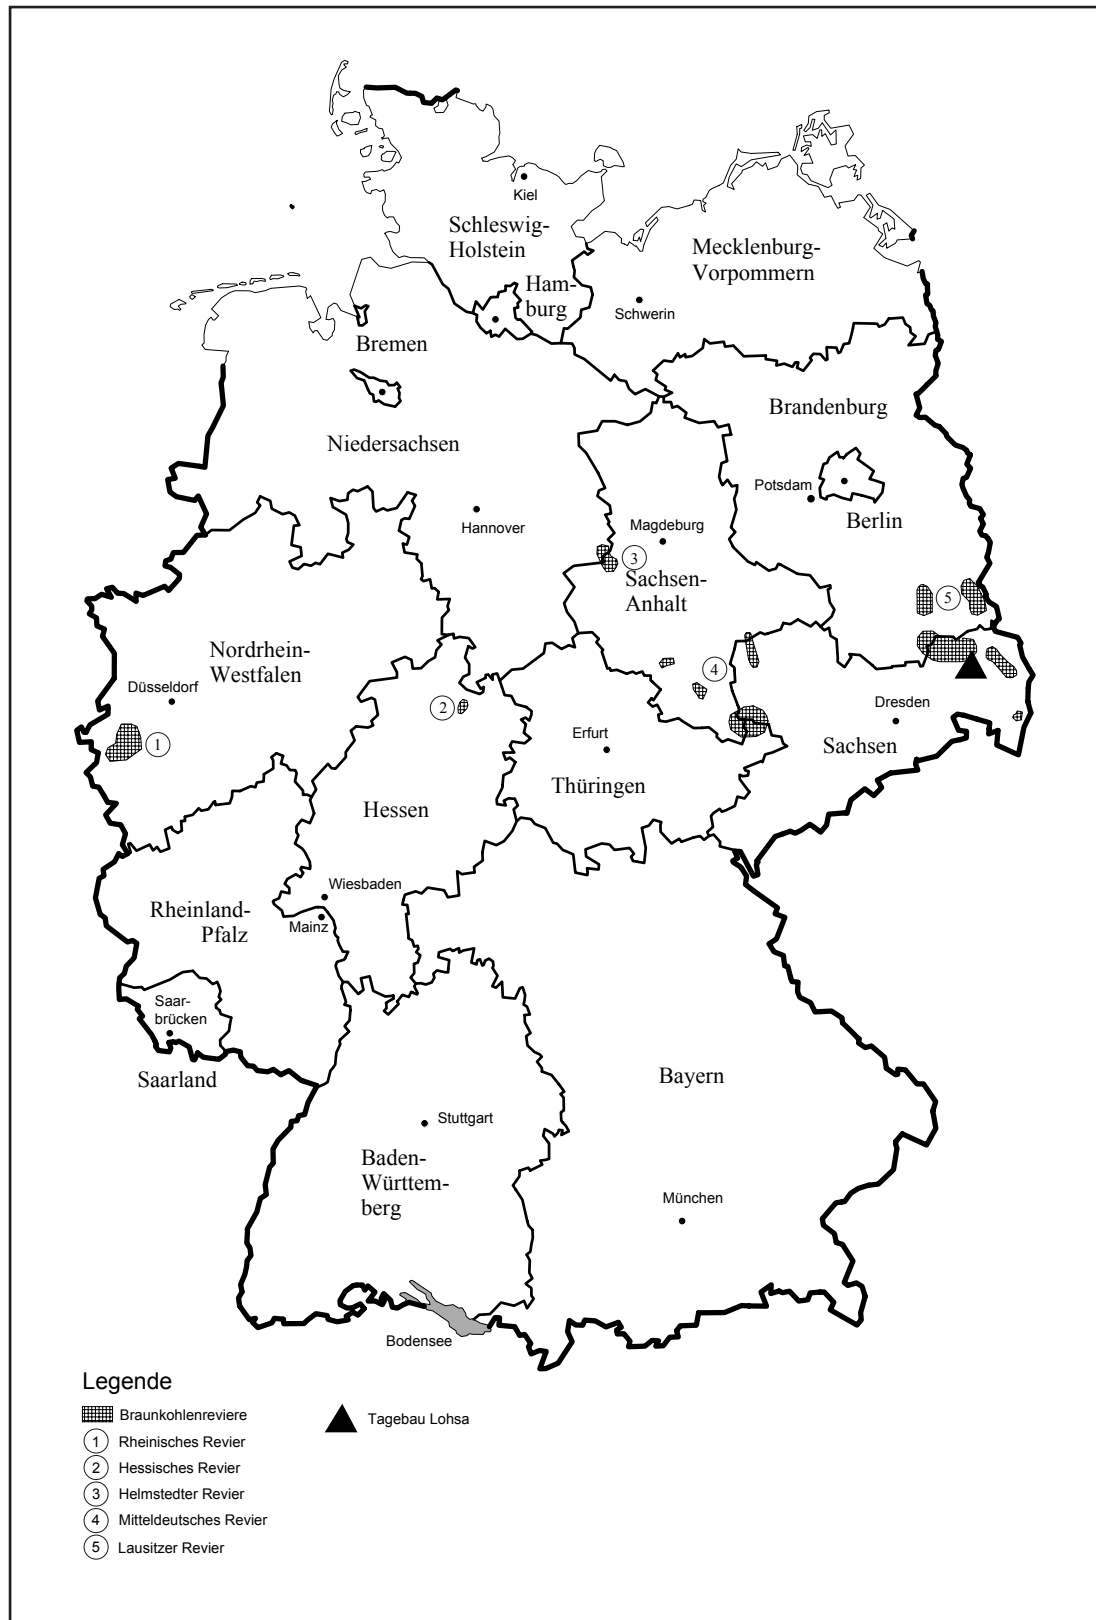 Kiel
Schleswig-
Holstein
Mecklenburg-
Vorpommern
Ham-
burg
Schwerin
Bremen
Brandenburg
Niedersachsen
Potsdam
Berlin
Hannover
Magdeburg
3
Sachsen-
Anhalt
5
Nordrhein-
Westfalen
4
Düsseldorf
2
Dresden
1
Erfurt
Sachsen
Thüringen
Hessen
Wiesbaden
Rheinland-
Pfalz
Mainz
Saar-
brücken
Saarland
Bayern
Stuttgart
Baden-
Württem-
berg
München
Bodensee
Legende
Braunkohlenreviere
Tagebau Lohsa
1 Rheinisches Revier
2 Hessisches Revier
3 Helmstedter Revier
4 Mitteldeutsches Revier
5 Lausitzer Revier